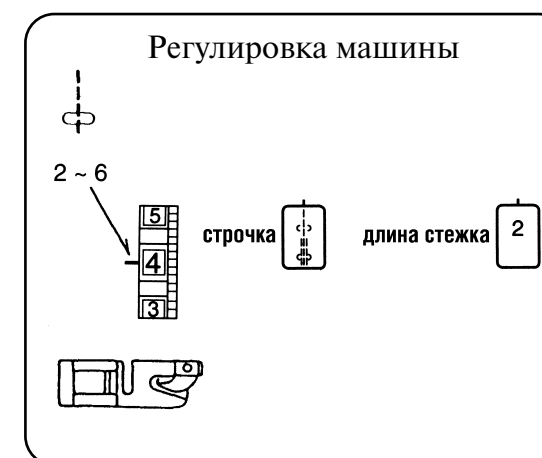 Регулировка машины
2 ~ 6
5
4
3
строчка
длина стежка
2